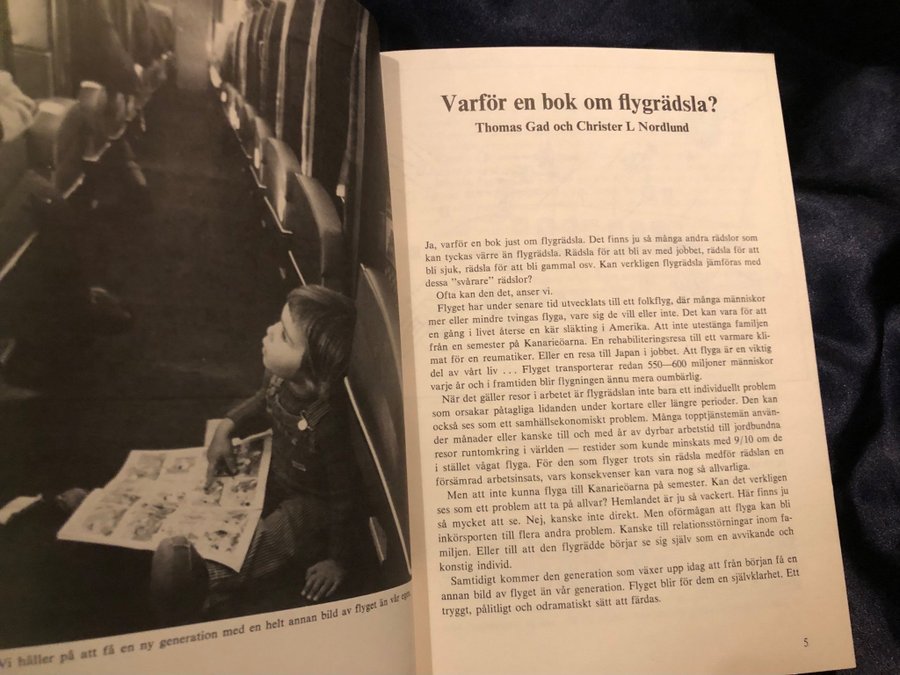 Vi håller på att få en ny generation med en helt annan bild av flyget än vår egen.
Varför en bok om flygrädsla?
Thomas Gad och Christer L Nordlund
Ja, varför en bok just om flygrädsla. Det finns ju så många andra rädslor som
kan tyckas värre än flygrädsla. Rädsla för att bli av med jobbet, rädsla för att
bli sjuk, rädsla för att bli gammal osv. Kan verkligen flygrädsla jämföras med
dessa "svårare" rädslor?
Ofta kan den det, anser vi.
Flyget har under senare tid utvecklats till ett folkflyg, där många människor
mer eller mindre tvingas flyga, vare sig de vill eller inte. Det kan vara för att
en gång i livet återse en kär släkting i Amerika. Att inte utestänga familjen
från en semester på Kanarieöarna. En rehabiliteringsresa till ett varmare kli-
mat för en reumatiker. Eller en resa till Japan i jobbet. Att flyga är en viktig
del av vårt liv . . . Flyget transporterar redan 550—600 miljoner människor
varje år och i framtiden blir flygningen ännu mera oumbärlig.
När det gäller resor i arbetet är flygrädslan inte bara ett individuellt problem
som orsakar påtagliga lidanden under kortare eller längre perioder. Den kan
också ses som ett samhällsekonomiskt problem. Många topptjänstemän använ-
der månader eller kanske till och med år av dyrbar arbetstid till jordbundna
resor runtomkring i världen — restider som kunde minskats med 9/10 om de
i stället vågat flyga. För den som flyger trots sin rädsla medför rädslan en
försämrad arbetsinsats, vars konsekvenser kan vara nog så allvarliga.
Men att inte kunna flyga till Kanarieöarna på semester. Kan det verkligen
ses som ett problem att ta på allvar? Hemlandet är ju så vackert. Här finns ju
så mycket att se. Nej, kanske inte direkt. Men oförmågan att flyga kan bli
inkörsporten till flera andra problem. Kanske till relationsstörningar inom fa-
miljen. Eller till att den flygrädde börjar se sig själv som en avvikande och
konstig individ.
Samtidigt kommer den generation som växer upp idag att från början få en
annan bild av flyget än vår generation. Flyget blir för dem en självklarhet. Ett
tryggt, pålitligt och odramatiskt sätt att färdas.
5